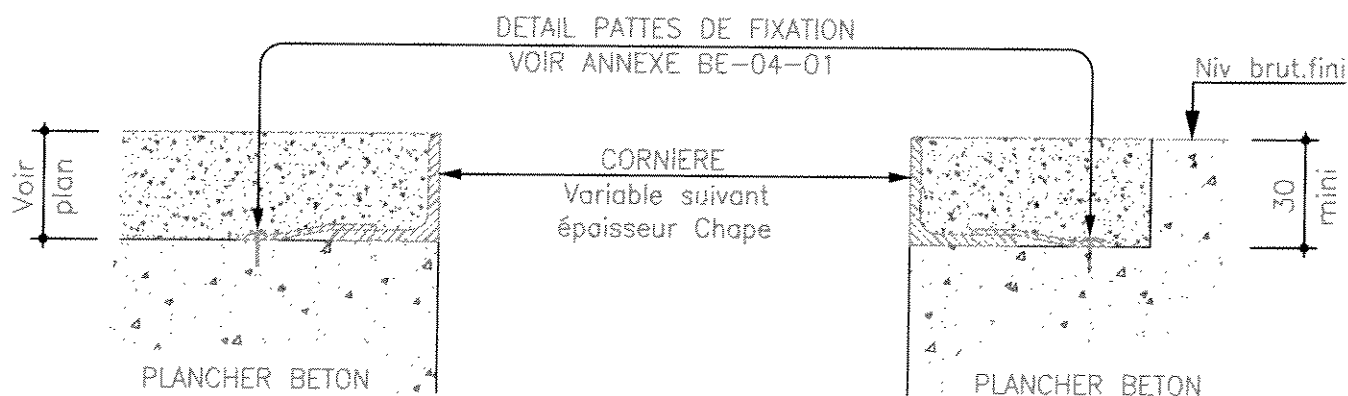 DETAIL PATTES DE FIXATION
VOIR ANNEXE BE-04-01
Niv brut.fini
Voir
plan
CORNIERE
Variable suivant
épaisseur Chape
30
mini
PLANCHER BETON
PLANCHER BETON